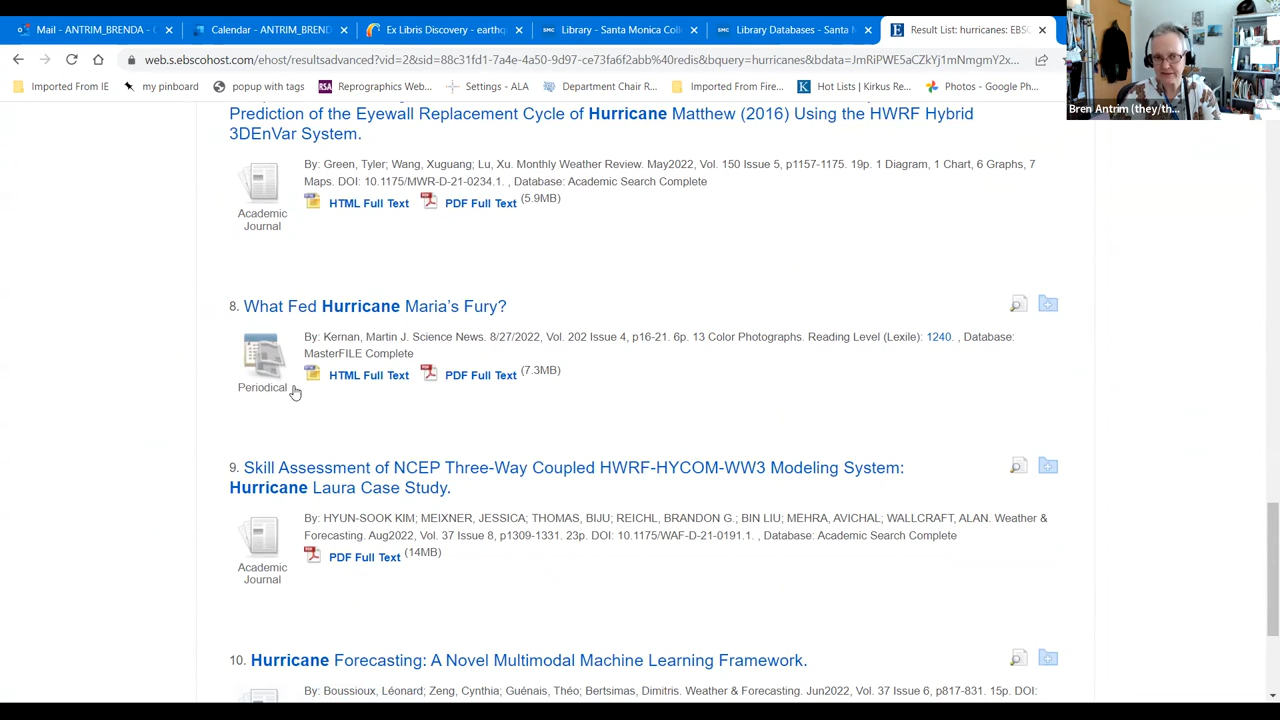 Mail - ANTRIM_BRENDA -
Calendar - ANTRIM_BREND
Ex Libris Discovery - earthq
Library - Santa Monica Coll
Library Databases - Santa M
Result List: hurricanes: EBSC
web.s.ebscohost.com/ehost/resultsadvanced?vid=2&sid=88c31fd1-7a4e-4a50-9d97-ce73fa6f2abb%40redis&bquery=hurricanes&bdata=JmRiPWE5aCZkYj1mNmgmY2x...
Imported From IE
my pinboard
popup with tags
Reprographics Web...
Settings - ALA
Department Chair R...
Imported From Fire...
Hot Lists | Kirkus Re...
Photos - Google Ph...
Bren Antrim (they/th...
Prediction of the Eyewall Replacement Cycle of Hurricane Matthew (2016) Using the HWRF Hybrid
3DEnVar System.
By: Green, Tyler; Wang, Xuguang; Lu, Xu. Monthly Weather Review. May2022, Vol. 150 Issue 5, p1157-1175. 19p. 1 Diagram, 1 Chart, 6 Graphs, 7
Maps. DOI: 10.1175/MWR-D-21-0234.1. , Database: Academic Search Complete
HTML Full Text PDF Full Text (5.9MB)
Academic
Journal
8. What Fed Hurricane Maria's Fury?
By: Kernan, Martin J. Science News. 8/27/2022, Vol. 202 Issue 4, p16-21. 6p. 13 Color Photographs. Reading Level (Lexile): 1240. , Database:
MasterFILE Complete
HTML Full Text PDF Full Text (7.3MB)
Periodical
9. Skill Assessment of NCEP Three-Way Coupled HWRF-HYCOM-WW3 Modeling System:
Hurricane Laura Case Study.
By: HYUN-SOOK KIM; MEIXNER, JESSICA; THOMAS, BIJU; REICHL, BRANDON G.; BIN LIU; MEHRA, AVICHAL; WALLCRAFT, ALAN. Weather &
Forecasting. Aug2022, Vol. 37 Issue 8, p1309-1331. 23p. DOI: 10.1175/WAF-D-21-0191.1. , Database: Academic Search Complete
PDF Full Text (14MB)
Academic
Journal
10. Hurricane Forecasting: A Novel Multimodal Machine Learning Framework.
By: Boussioux, Léonard; Zeng, Cynthia; Guénais, Théo; Bertsimas, Dimitris. Weather & Forecasting. Jun2022, Vol. 37 Issue 6, p817-831. 15p. DOI: